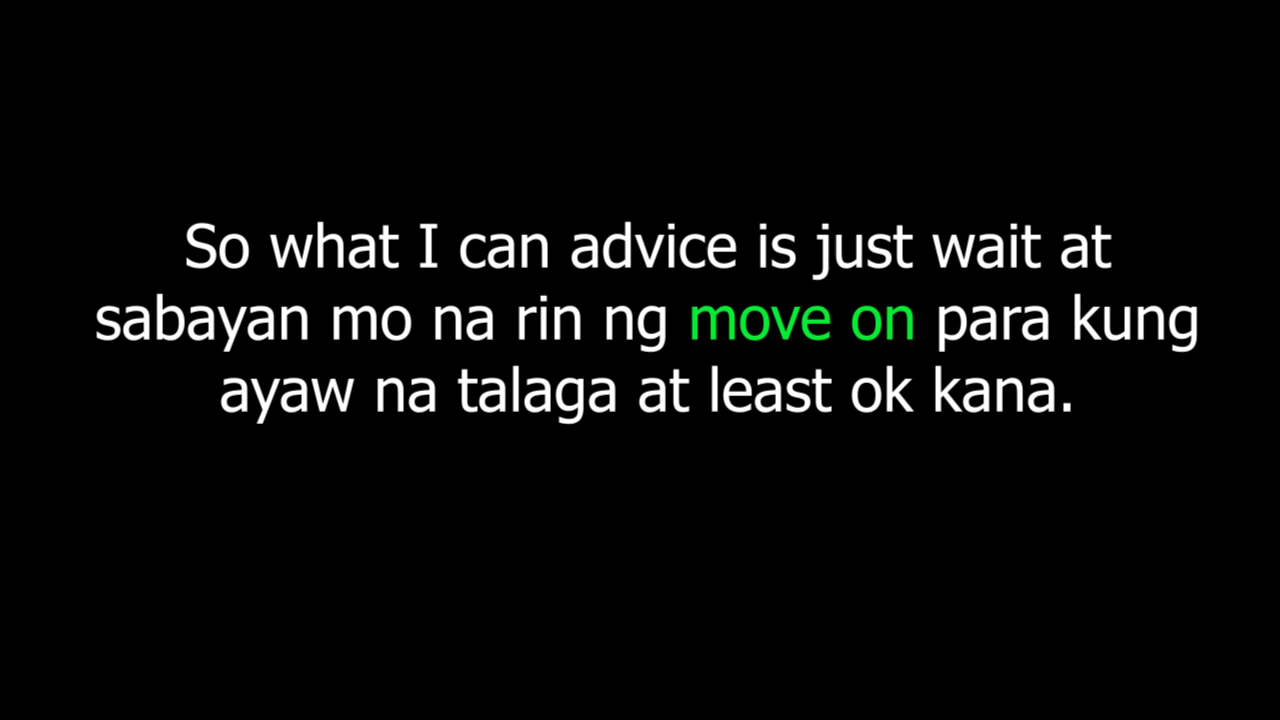 So what I can advice is just wait at
sabayan mo na rin ng move on para kung
ayaw na talaga at least ok kana.